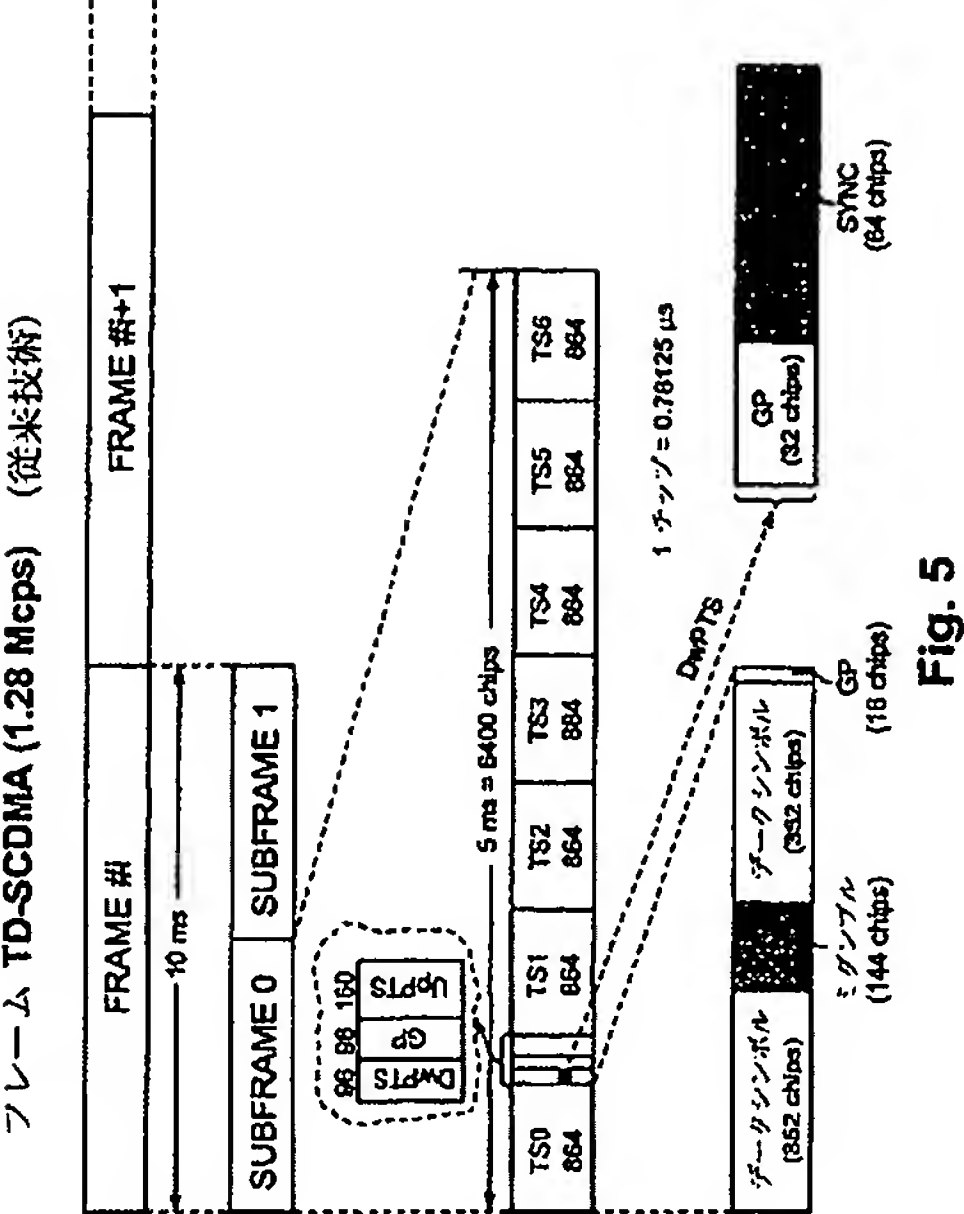 フレーム TD-SCDMA (1.28 Mcps) (従来技術)
FRAME #i
FRAME #i+1
10 ms
SUBFRAME 0
SUBFRAME 1
96
96
160
DwPTS
Gp
UpPTS
5 ms = 6400 chips
TS0
864
TS1
864
TS2
864
TS3
864
TS4
864
TS5
864
TS6
864
1 チップ = 0.78125 µs
DwPTS
データシンボル
(352 chips)
ミダンブル
(144 chips)
データシンボル
(352 chips)
GP
(16 chips)
GP
(32 chips)
SYNC
(64 chips)
Fig. 5